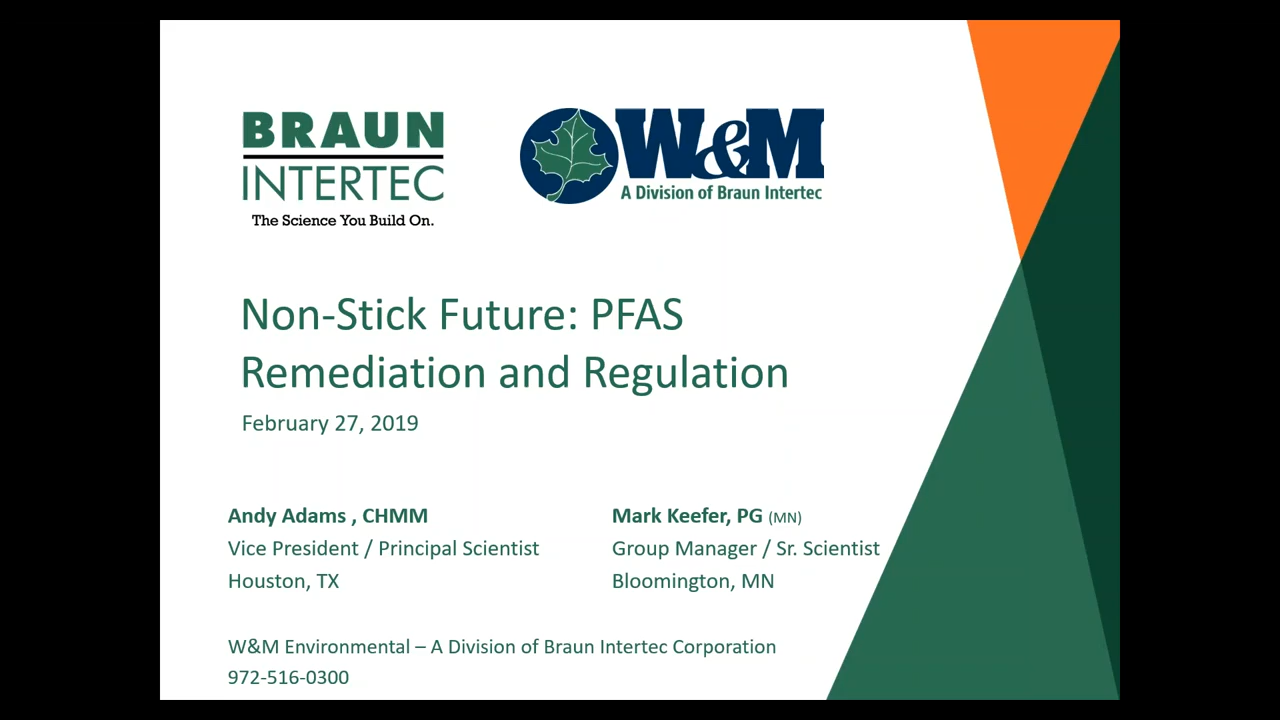 BRAUN
INTERTEC
The Science You Build On.
W&M
A Division of Braun Intertec
Non-Stick Future: PFAS
Remediation and Regulation
February 27, 2019
Andy Adams , CHMM
Vice President / Principal Scientist
Houston, TX
Mark Keefer, PG (MN)
Group Manager / Sr. Scientist
Bloomington, MN
W&M Environmental – A Division of Braun Intertec Corporation
972-516-0300